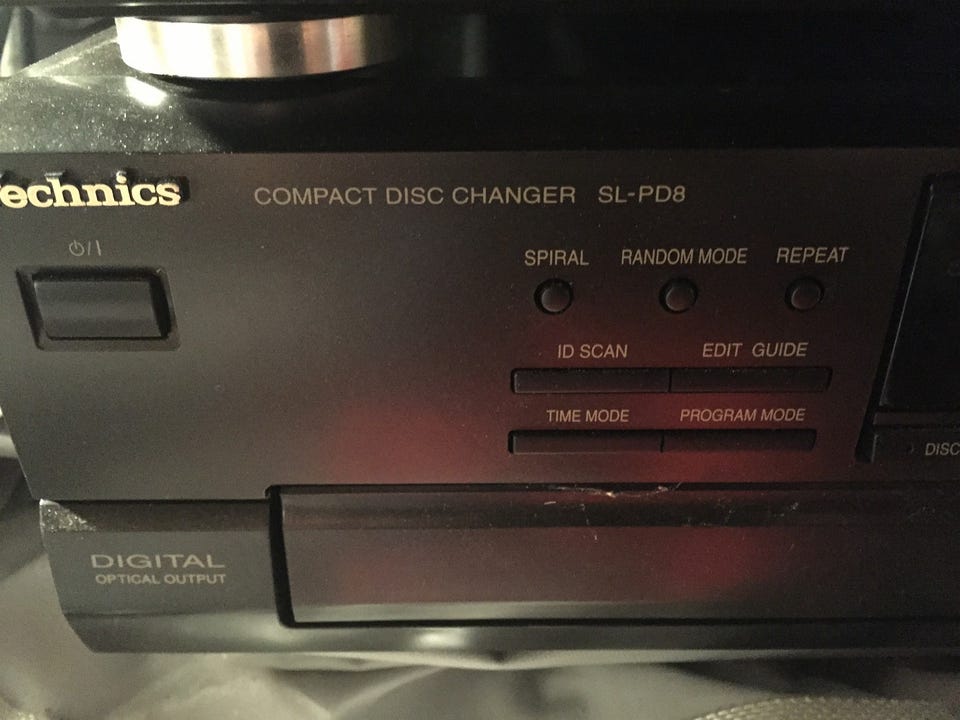 Technics
COMPACT DISC CHANGER SL-PD8
⏻/I
SPIRAL RANDOM MODE REPEAT
ID SCAN EDIT GUIDE
TIME MODE PROGRAM MODE
DISC
DIGITAL
OPTICAL OUTPUT